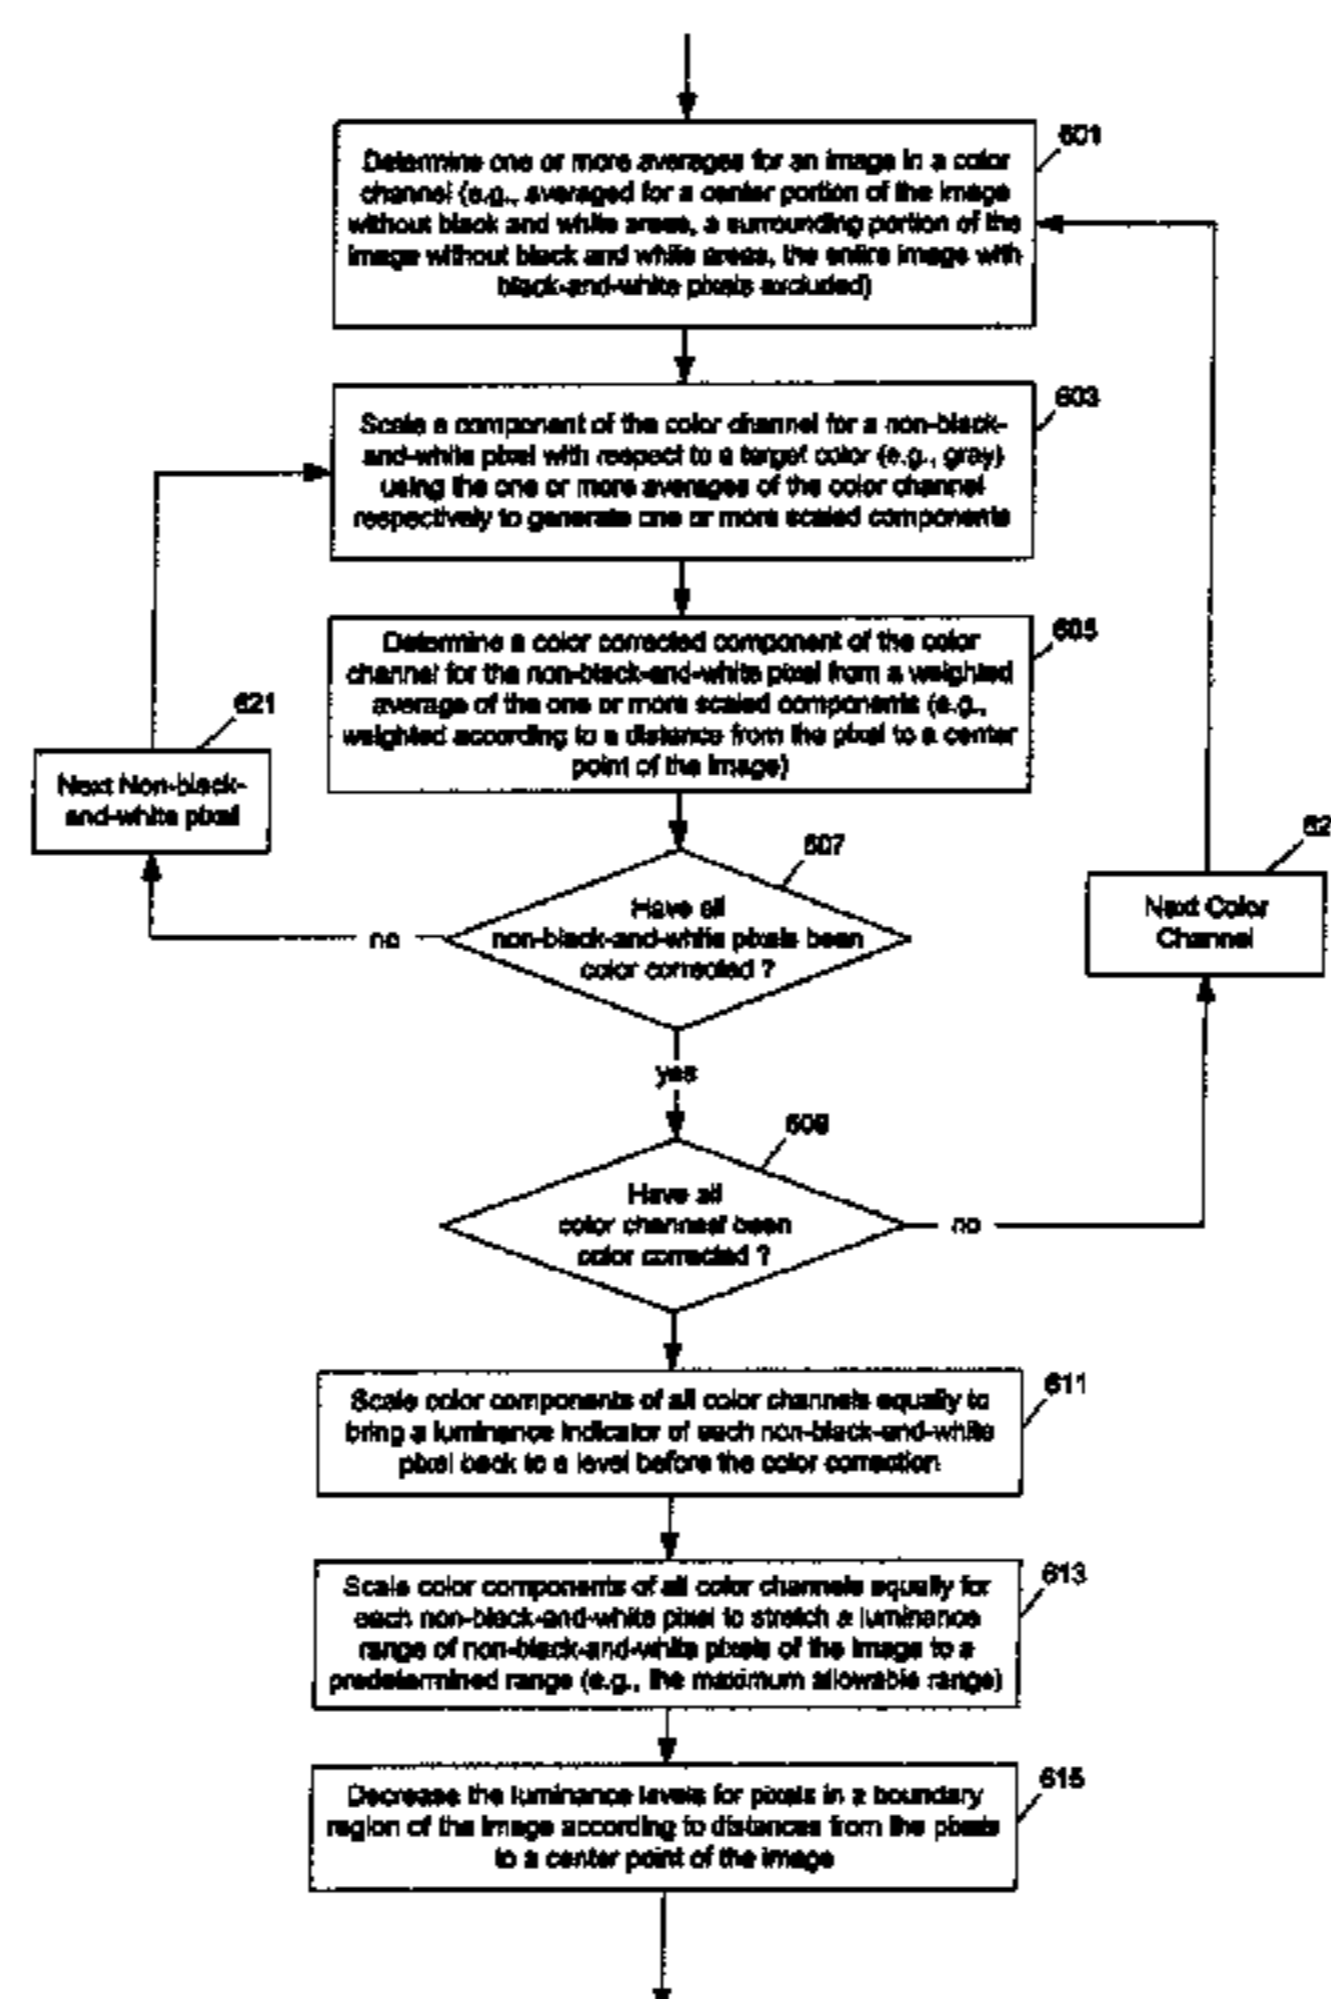 601
Determine one or more averages for an image in a color
channel (e.g., averaged for a center portion of the image
without black and white areas, a surrounding portion of the
image without black and white areas, the entire image with
black-and-white pixels excluded)
603
Scale a component of the color channel for a non-black-
and-white pixel with respect to a target color (e.g., gray)
using the one or more averages of the color channel
respectively to generate one or more scaled components
605
Determine a color corrected component of the color
channel for the non-black-and-white pixel from a weighted
average of the one or more scaled components (e.g.,
weighted according to a distance from the pixel to a center
point of the image)
621
Next Non-black-
and-white pixel
607
Have all
non-black-and-white pixels been
color corrected ?
no
62
Next Color
Channel
yes
609
Have all
color channels been
color corrected ?
no
611
Scale color components of all color channels equally to
bring a luminance indicator of each non-black-and-white
pixel back to a level before the color correction
613
Scale color components of all color channels equally for
each non-black-and-white pixel to stretch a luminance
range of non-black-and-white pixels of the image to a
predetermined range (e.g., the maximum allowable range)
615
Decrease the luminance levels for pixels in a boundary
region of the image according to distances from the pixels
to a center point of the image